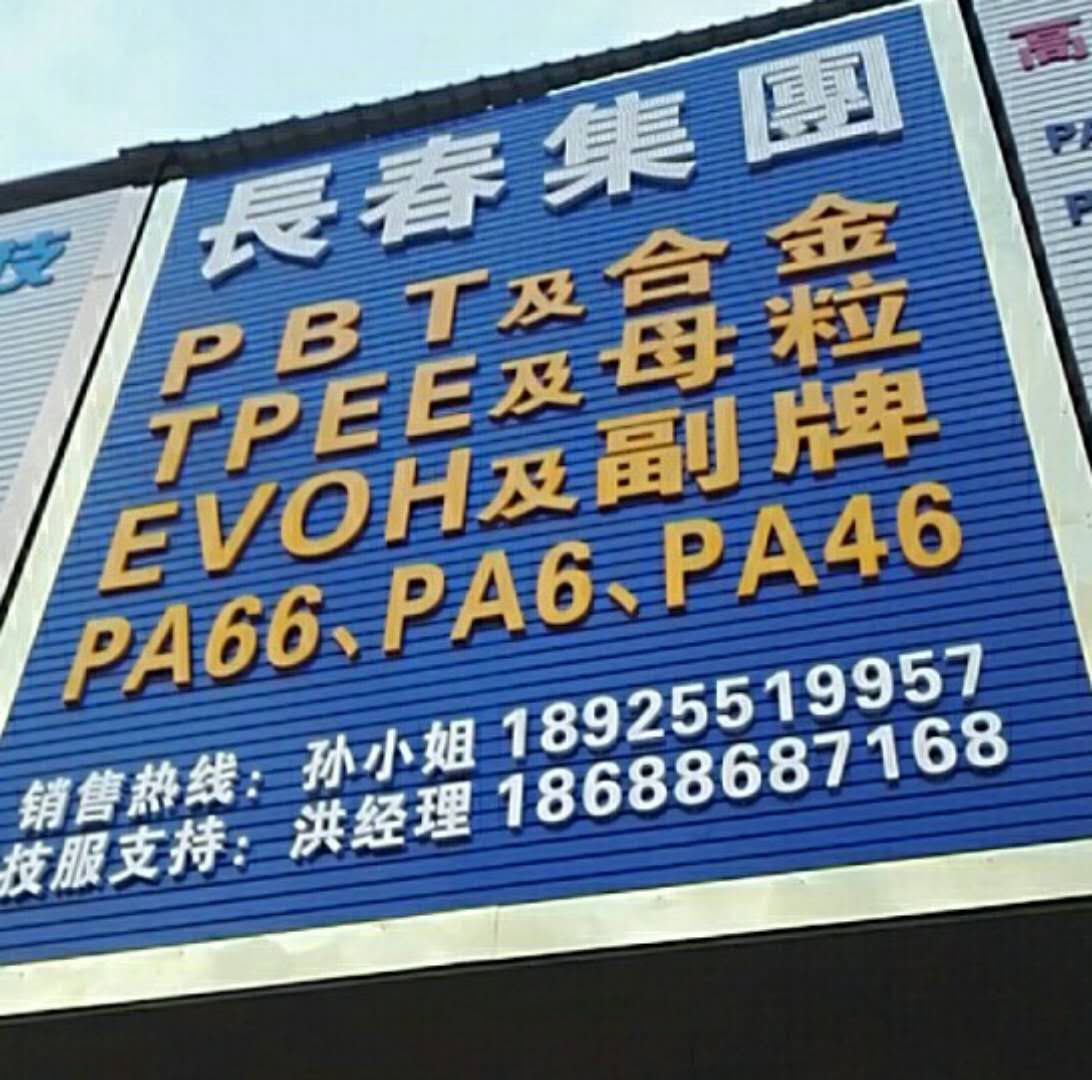 長春集團
PBT及合金
TPEE及母粒
EVOH及副牌
PA66、PA6、PA46
销售热线：孙小姐 18925519957
技服支持：洪经理 18688687168
技
高